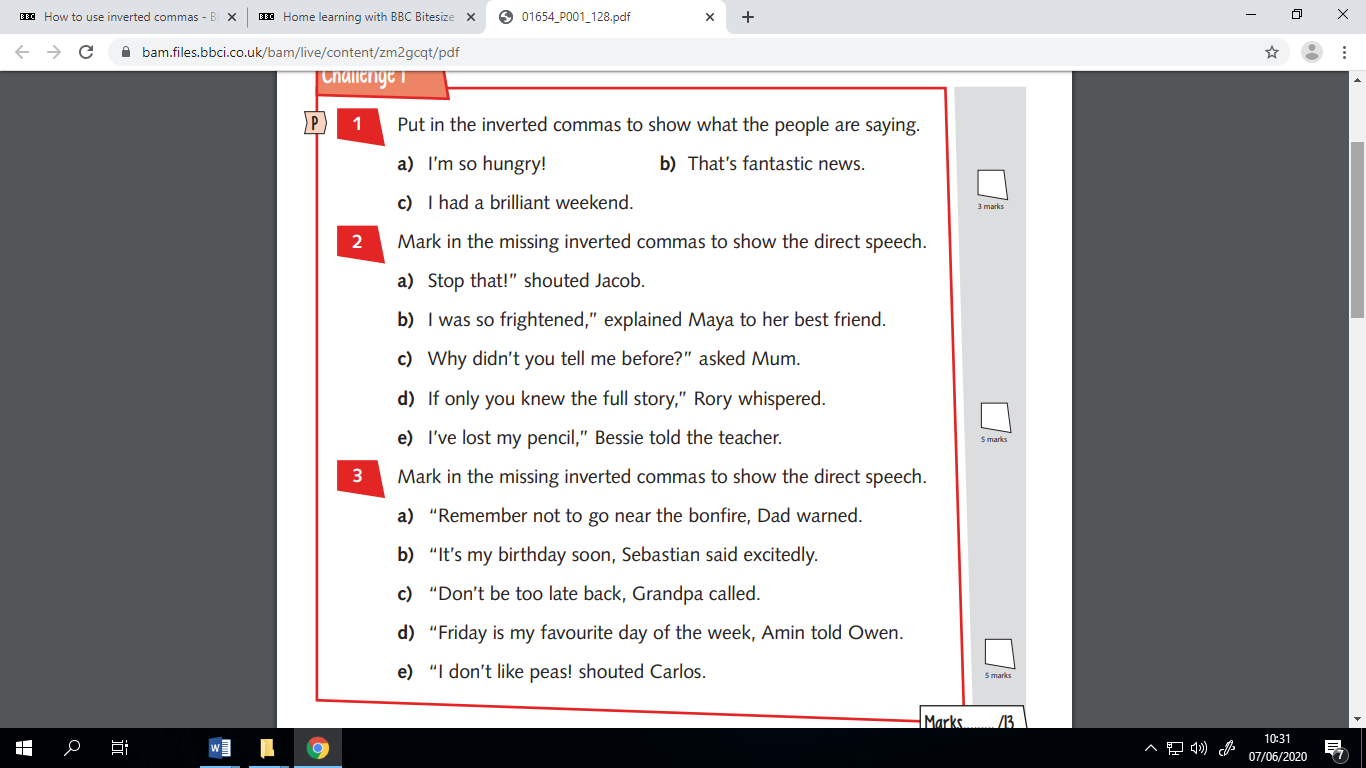 BBC How to use inverted commas - B
BBC Home learning with BBC Bitesize
01654_P001_128.pdf
bam.files.bbci.co.uk/bam/live/content/zm2gcqt/pdf
Challenge 1
P 1 Put in the inverted commas to show what the people are saying.
a) I’m so hungry! b) That’s fantastic news.
c) I had a brilliant weekend.
3 marks
2 Mark in the missing inverted commas to show the direct speech.
a) Stop that!” shouted Jacob.
b) I was so frightened,” explained Maya to her best friend.
c) Why didn’t you tell me before?” asked Mum.
d) If only you knew the full story,” Rory whispered.
e) I’ve lost my pencil,” Bessie told the teacher.
5 marks
3 Mark in the missing inverted commas to show the direct speech.
a) “Remember not to go near the bonfire, Dad warned.
b) “It’s my birthday soon, Sebastian said excitedly.
c) “Don’t be too late back, Grandpa called.
d) “Friday is my favourite day of the week, Amin told Owen.
e) “I don’t like peas! shouted Carlos.
5 marks
Marks........./13
10:31
07/06/2020
7